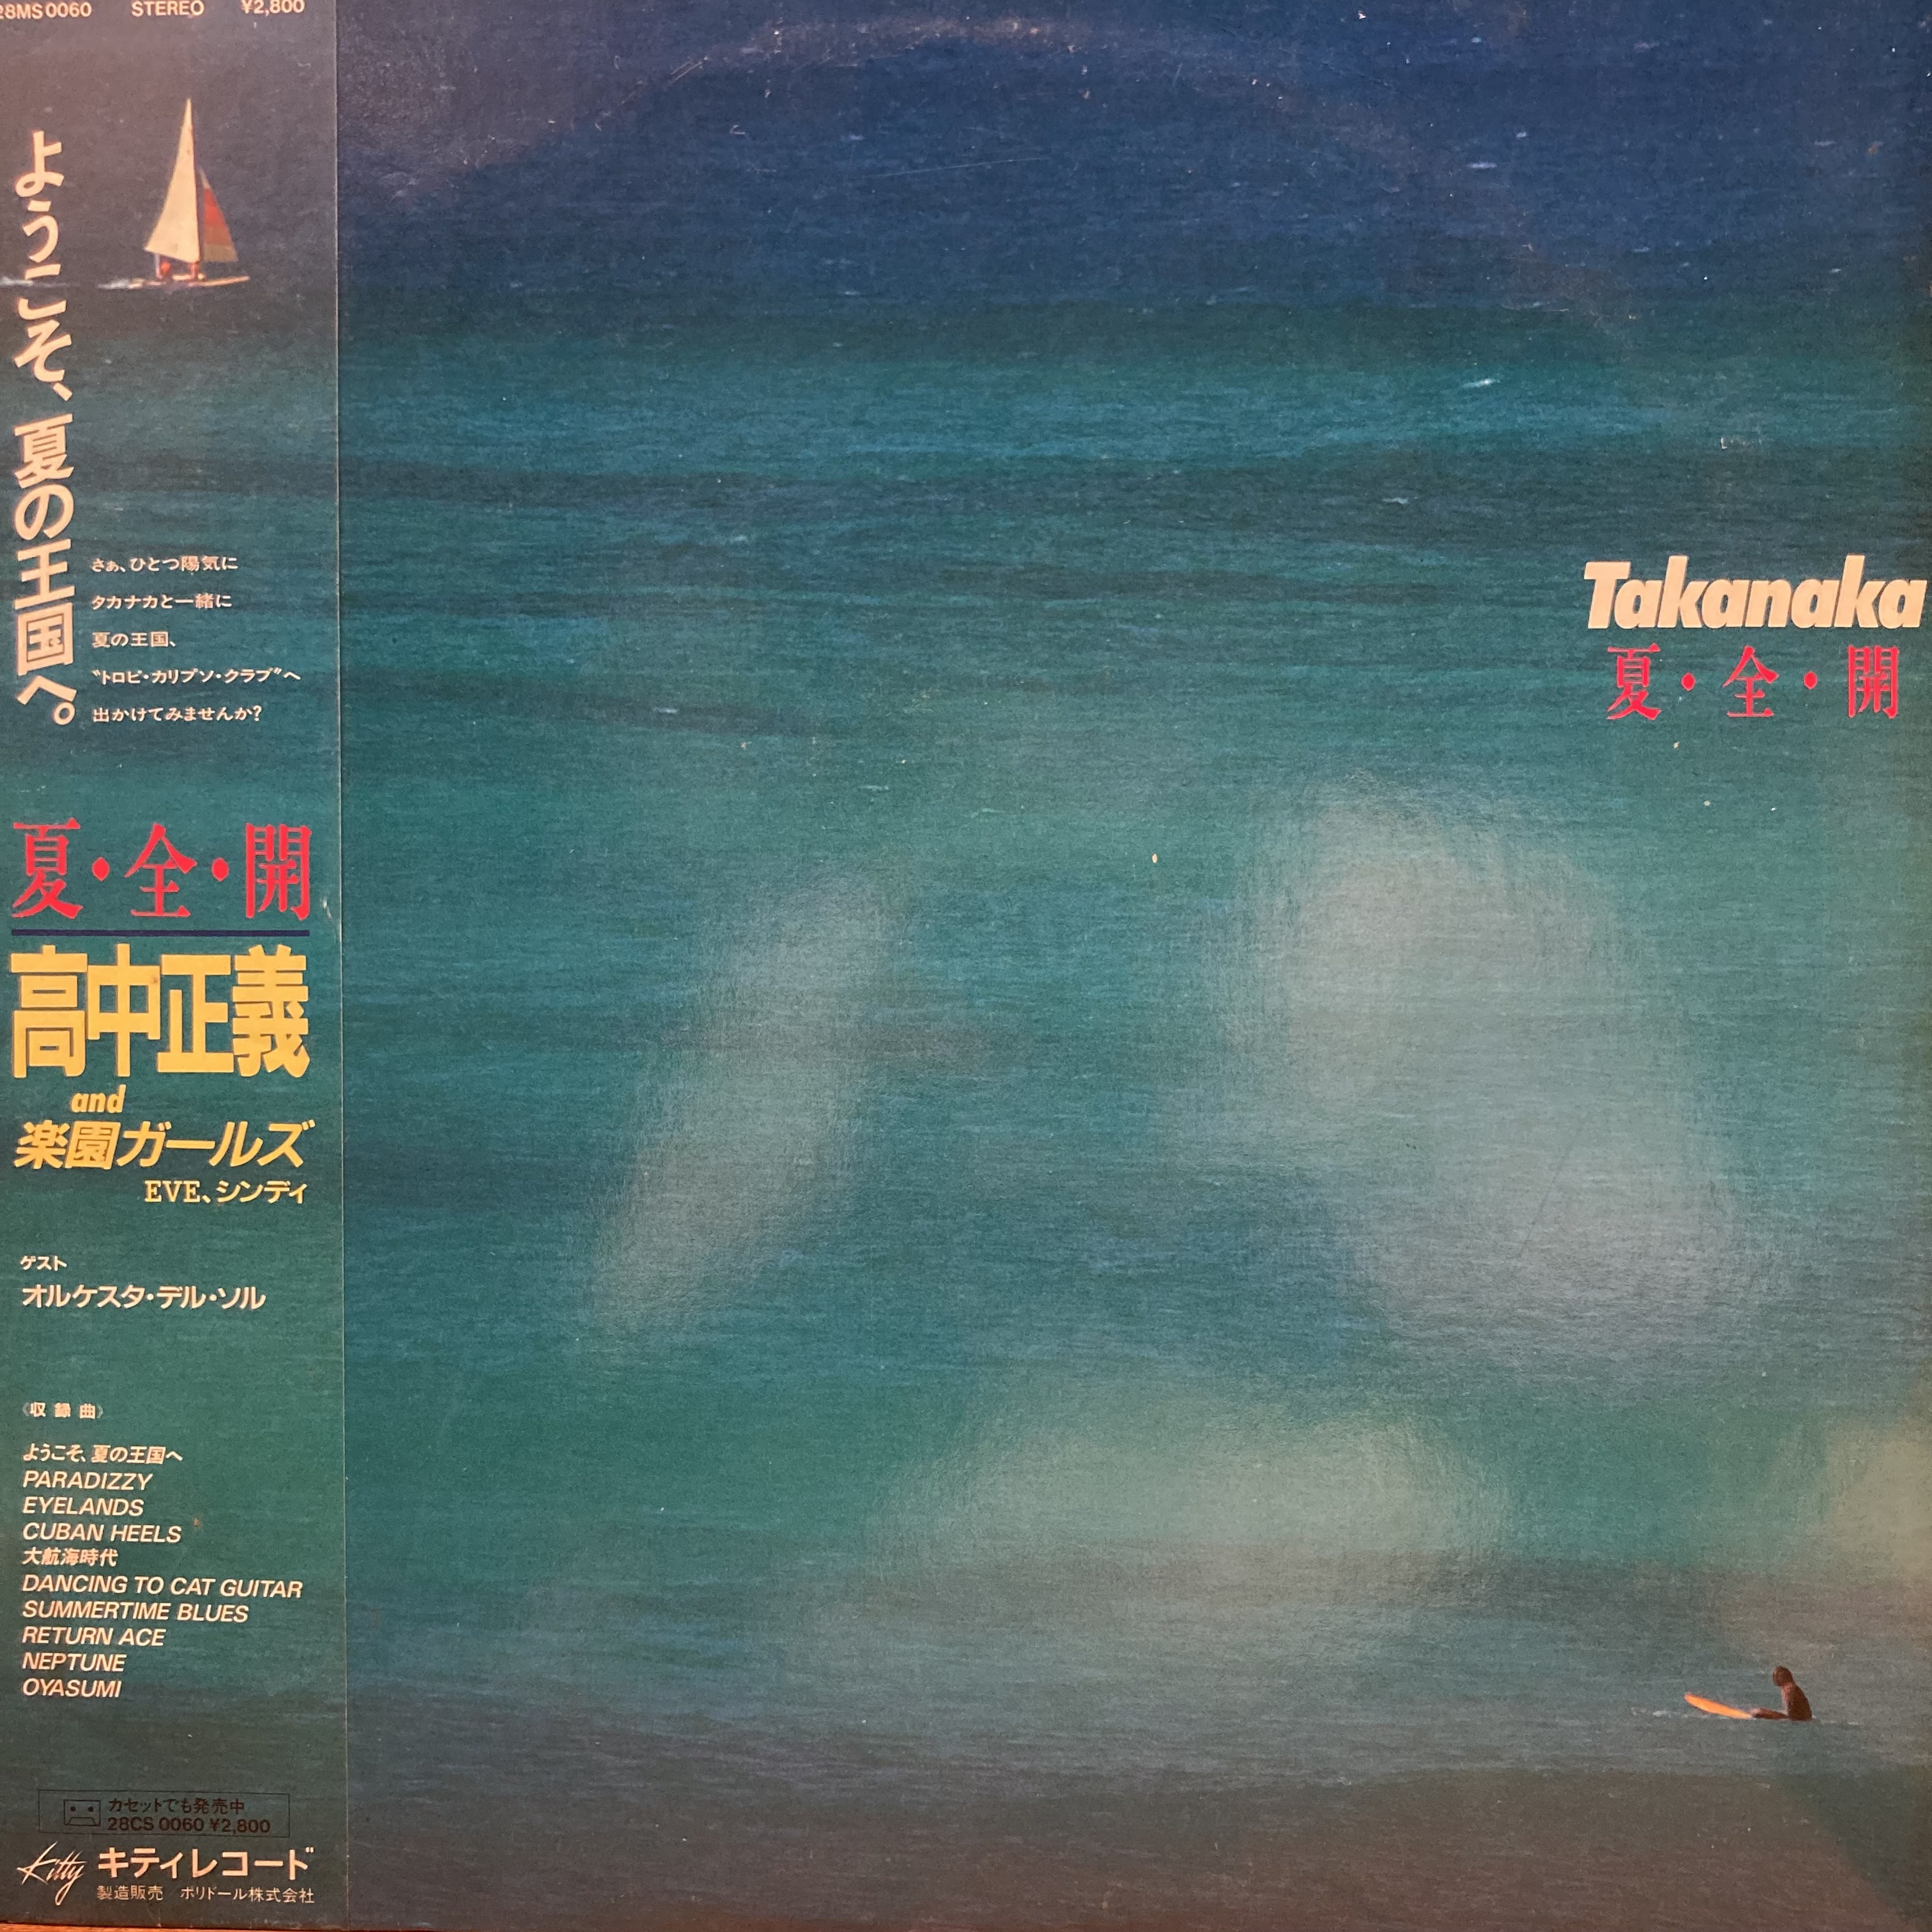 28MS 0060 STEREO ¥2,800
ようこそ、夏の王国へ。
さぁ、ひとつ陽気に
タカナカと一緒に
夏の王国、
“トロピ・カリプソ・クラブ”へ
出かけてみませんか?
夏・全・開
高中正義
and
楽園ガールズ
EVE、シンディ
ゲスト
オルケスタ・デル・ソル
《収録曲》
ようこそ、夏の王国へ
PARADIZZY
EYELANDS
CUBAN HEELS
大航海時代
DANCING TO CAT GUITAR
SUMMERTIME BLUES
RETURN ACE
NEPTUNE
OYASUMI
カセットでも発売中
28CS 0060 ¥2,800
Kitty キティレコード
製造販売 ポリドール株式会社
Takanaka
夏・全・開